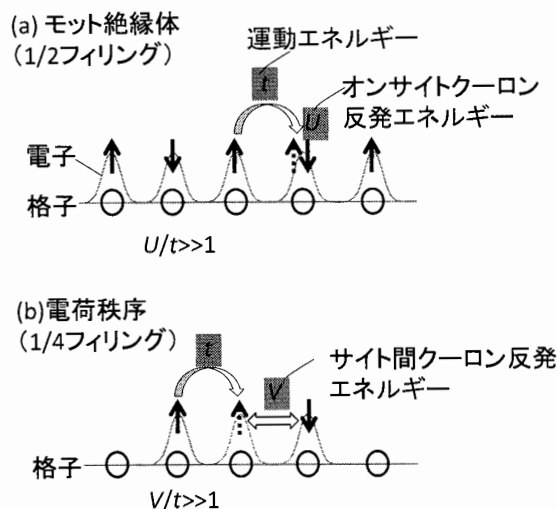 (a) モット絶縁体
(1/2フィリング)
運動エネルギー
t
オンサイトクーロン
反発エネルギー
U
電子
格子
U/t>>1
(b)電荷秩序
(1/4フィリング)
t
サイト間クーロン反発
エネルギー
V
格子
V/t>>1